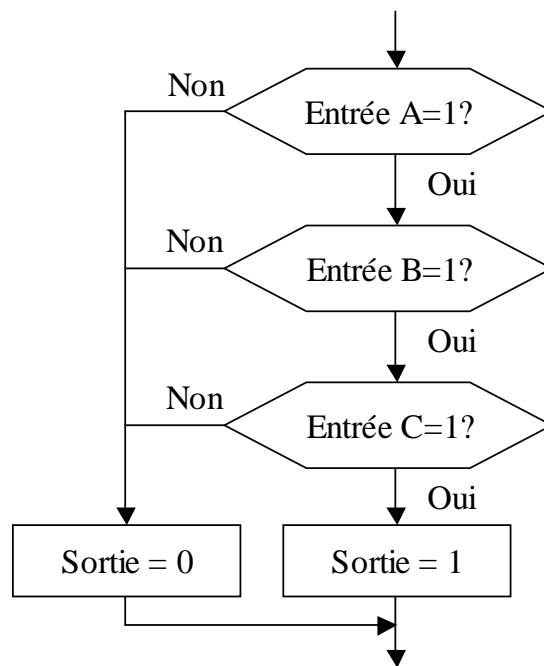 Non
Entrée A=1?
Oui
Non
Entrée B=1?
Oui
Non
Entrée C=1?
Oui
Sortie = 0
Sortie = 1